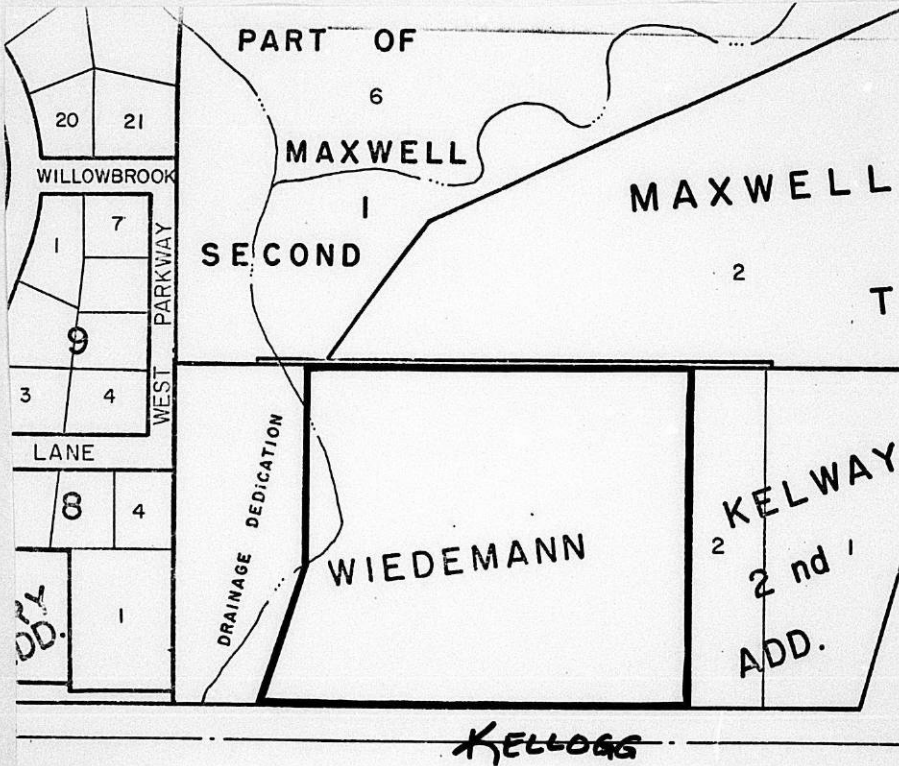 PART OF
6
MAXWELL
1
SECOND
20
21
WILLOWBROOK
1
7
WEST PARKWAY
9
3
4
LANE
8
4
1
DD.
MAXWELL
2
T
DRAINAGE DEDICATION
WIEDEMANN
KELWAY
2
2 nd
1
ADD.
KELLOGG